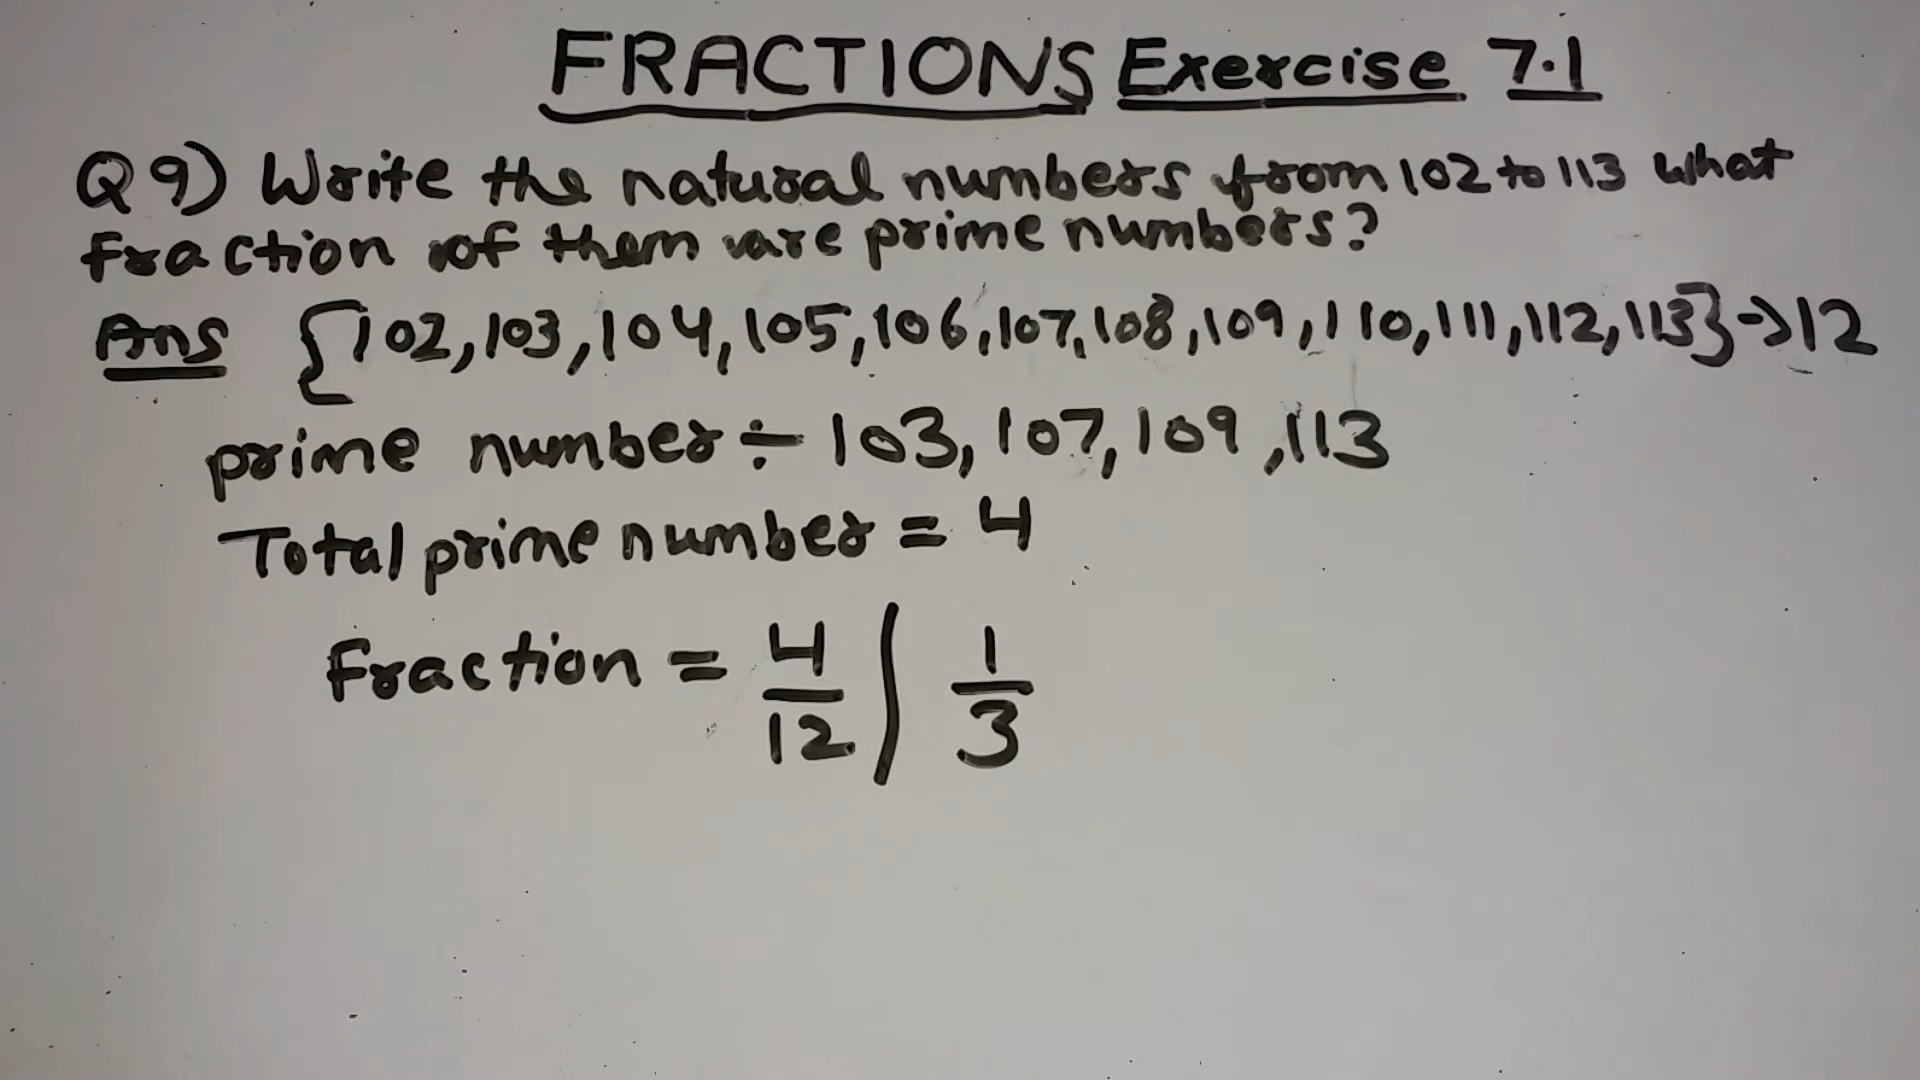 FRACTIONS Exercise 7.1
Q9) Write the natural numbers from 102 to 113 what
fraction of them are prime numbers?
Ans {102,103,104,105,106,107,108,109,110,111,112,113}→12
prime number ÷ 103,107,109,113
Total prime number = 4
Fraction = 4/12 | 1/3